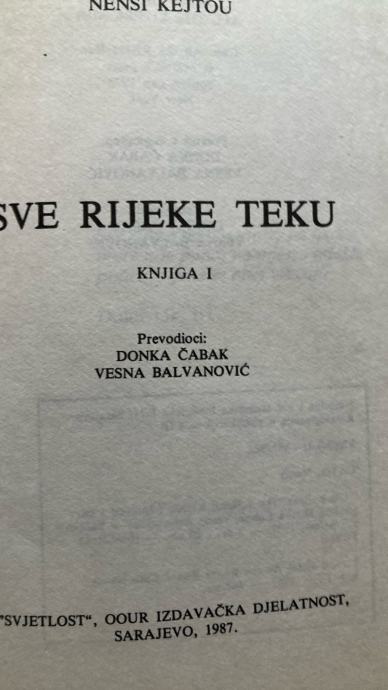 NENSI KEJTOU
SVE RIJEKE TEKU
KNJIGA I
Prevodioci:
DONKA ČABAK
VESNA BALVANOVIĆ
"SVJETLOST“, OOUR IZDAVAČKA DJELATNOST,
SARAJEVO, 1987.